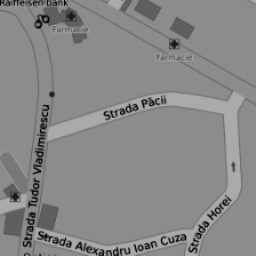 Raiffeisen bank
Farmacie
Farmacie
Strada Păcii
Strada Tudor Vladimirescu
Strada Horei
Strada Alexandru Ioan Cuza